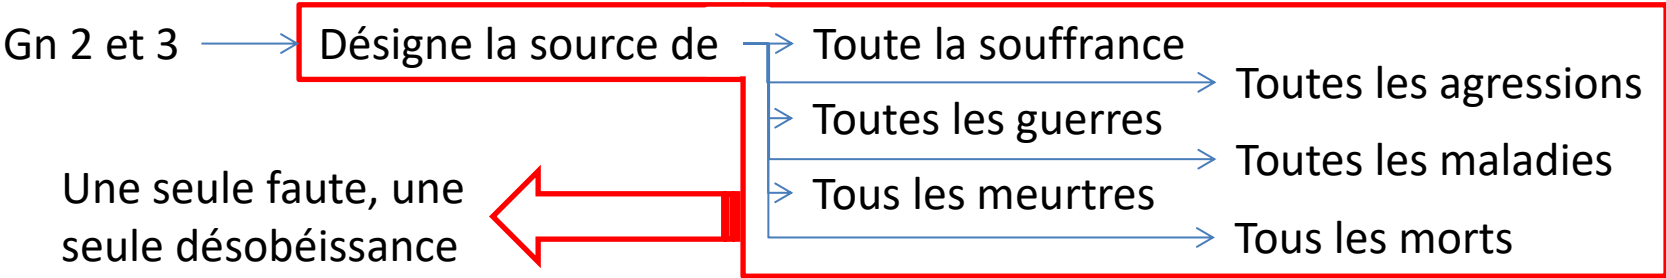 Gn 2 et 3
Désigne la source de
Toute la souffrance
Toutes les agressions
Toutes les guerres
Toutes les maladies
Tous les meurtres
Tous les morts
Une seule faute, une
seule désobéissance